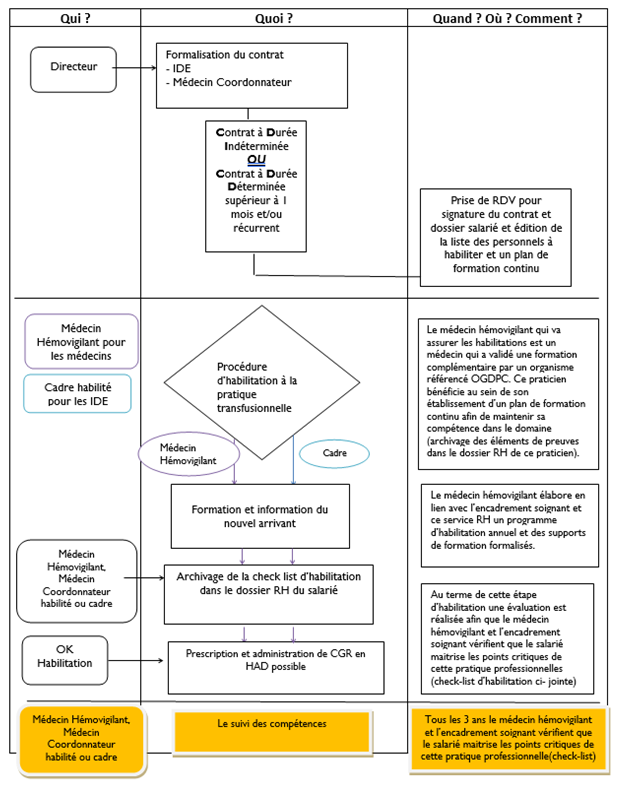 Qui ?
Quoi ?
Quand ? Où ? Comment ?
Directeur
Formalisation du contrat
- IDE
- Médecin Coordonnateur
Contrat à Durée
Indéterminée
OU
Contrat à Durée
Déterminée
supérieur à 1
mois et/ou
récurrent
Prise de RDV pour
signature du contrat et
dossier salarié et édition de
la liste des personnels à
habiliter et un plan de
formation continu
Médecin
Hémovigilant pour
les médecins
Cadre habilité
pour les IDE
Procédure
d'habilitation à la
pratique
transfusionnelle
Médecin
Hémovigilant
Cadre
Le médecin hémovigilant qui va
assurer les habilitations est un
médecin qui a validé une formation
complémentaire par un organisme
référencé OGDPC. Ce praticien
bénéficie au sein de son
établissement d'un plan de formation
continu afin de maintenir sa
compétence dans le domaine
(archivage des éléments de preuves
dans le dossier RH de ce praticien).
Formation et information du
nouvel arrivant
Le médecin hémovigilant élabore en
lien avec l'encadrement soignant et
ce service RH un programme
d'habilitation annuel et des supports
de formation formalisés.
Médecin
Hémovigilant,
Médecin
Coordonnateur
habilité ou cadre
Archivage de la check list d'habilitation
dans le dossier RH du salarié
Au terme de cette étape
d'habilitation une évaluation est
réalisée afin que le médecin
hémovigilant et l'encadrement
soignant vérifient que le salarié
maitrise les points critiques de
cette pratique professionnelles
(check-list d'habilitation ci- jointe)
OK
Habilitation
Prescription et administration de CGR en
HAD possible
Médecin Hémovigilant,
Médecin
Coordonnateur
habilité ou cadre
Le suivi des compétences
Tous les 3 ans le médecin hémovigilant
et l'encadrement soignant vérifient que
le salarié maitrise les points critiques de
cette pratique professionnelle(check-list)